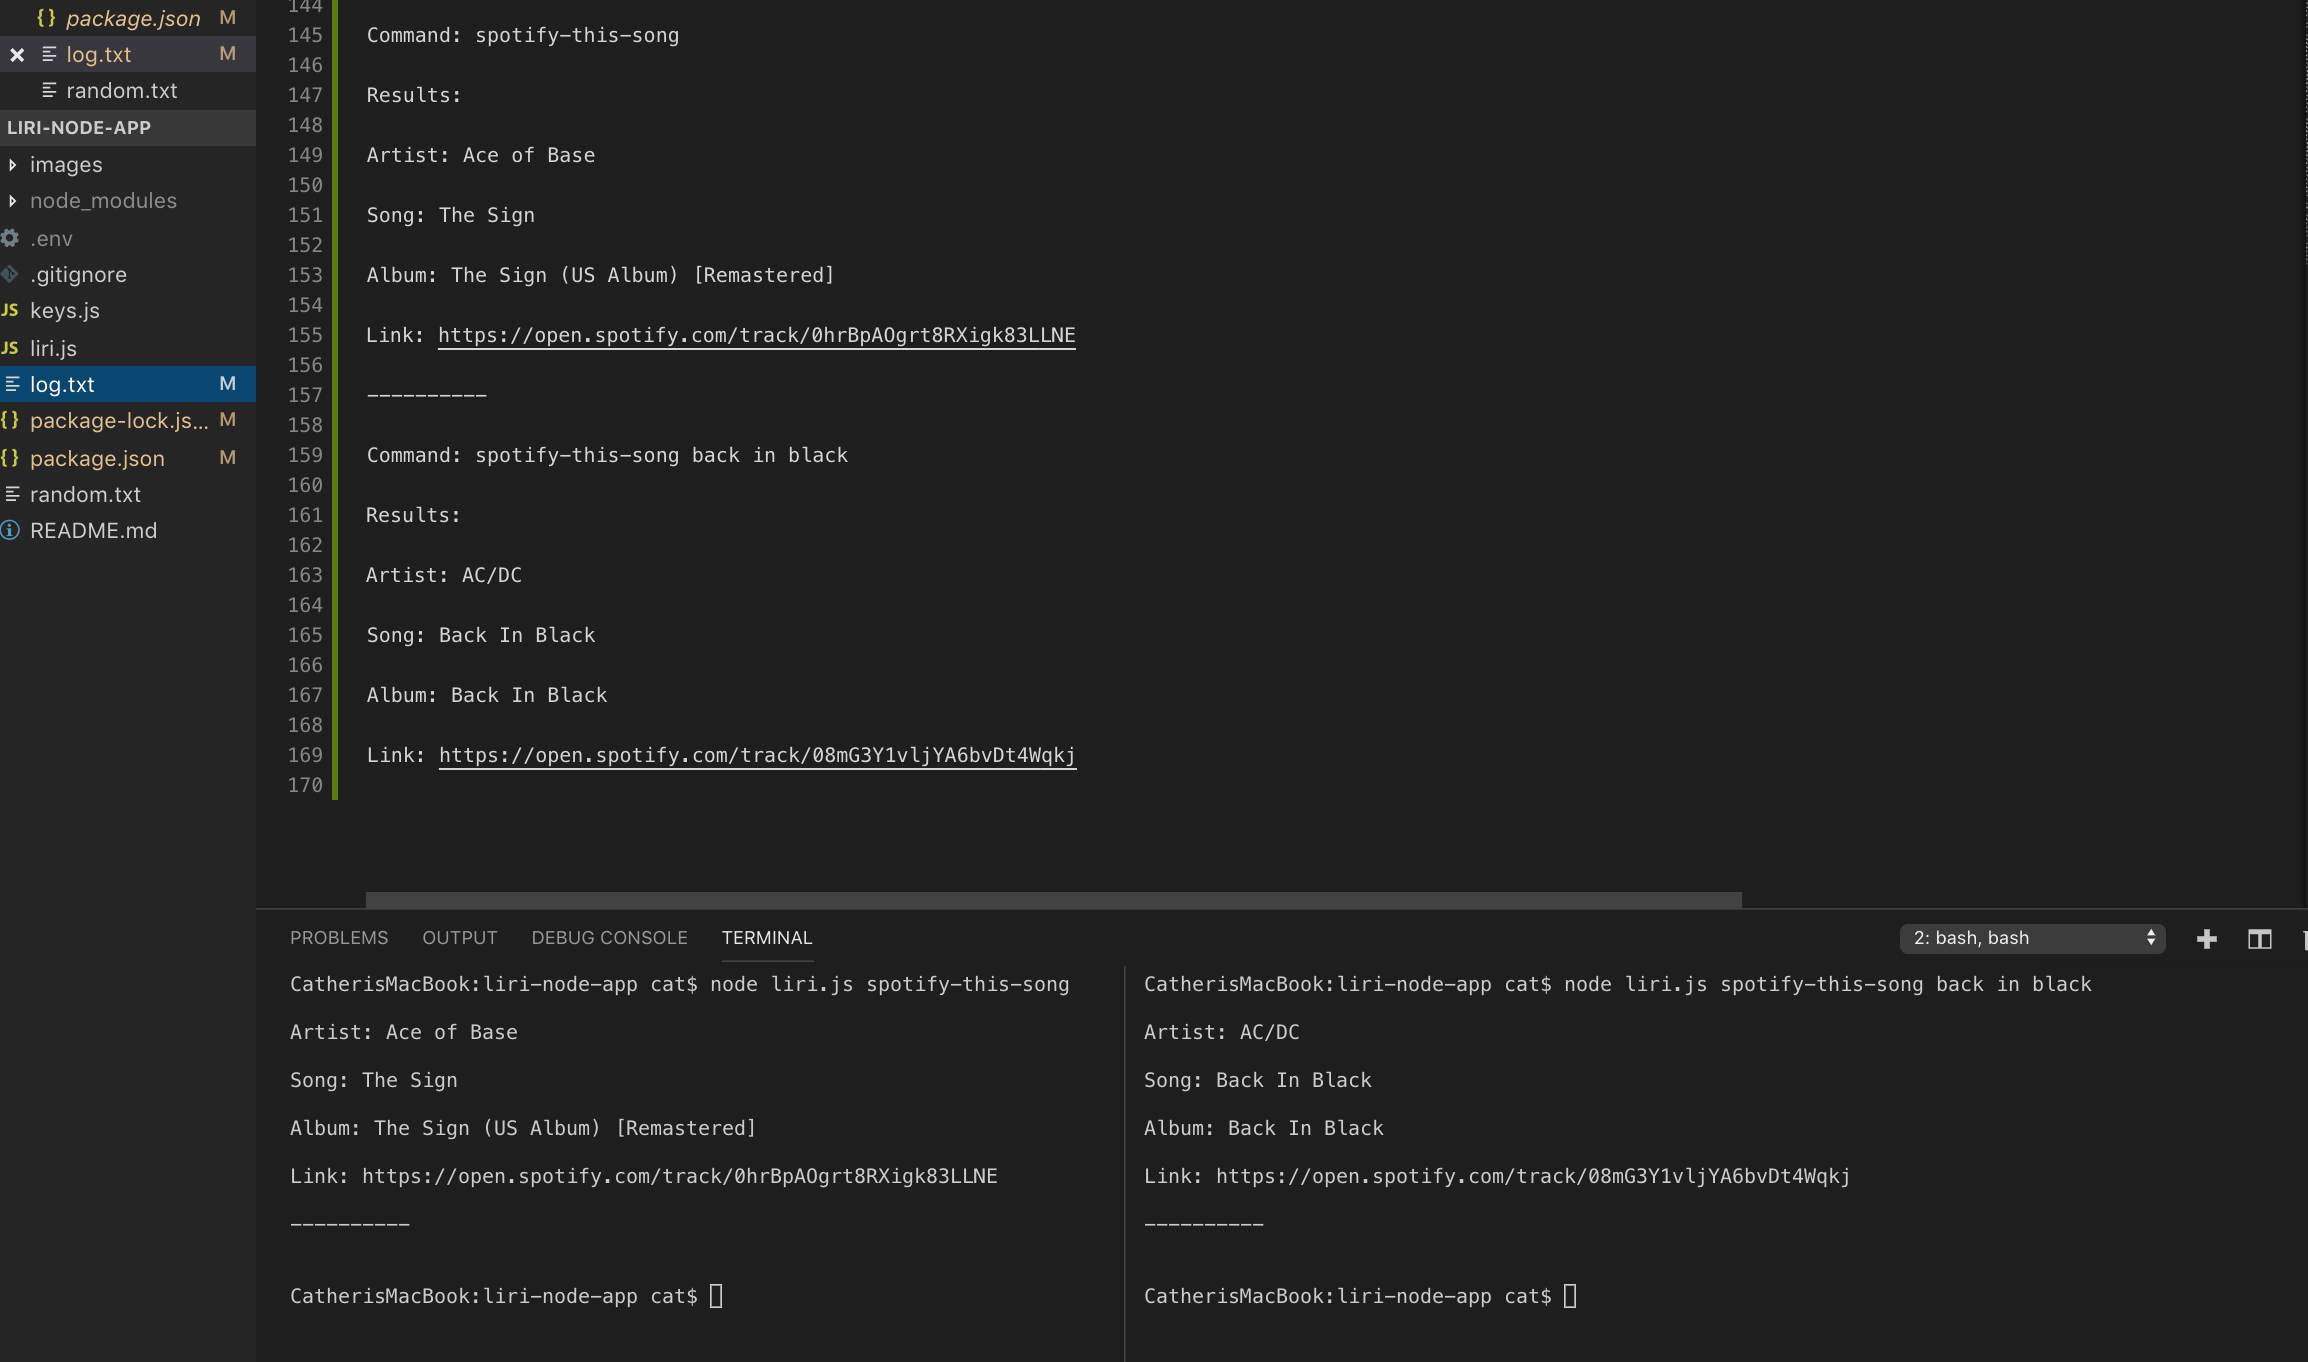 package.json M
log.txt M
random.txt
LIRI-NODE-APP
images
node_modules
.env
.gitignore
JS keys.js
JS liri.js
log.txt M
package-lock.js... M
package.json M
random.txt
README.md
144
145 Command: spotify-this-song
146
147 Results:
148
149 Artist: Ace of Base
150
151 Song: The Sign
152
153 Album: The Sign (US Album) [Remastered]
154
155 Link: https://open.spotify.com/track/0hrBpAOgrt8RXigk83LLNE
156
157 ----------
158
159 Command: spotify-this-song back in black
160
161 Results:
162
163 Artist: AC/DC
164
165 Song: Back In Black
166
167 Album: Back In Black
168
169 Link: https://open.spotify.com/track/08mG3Y1vljYA6bvDt4Wqkj
170
PROBLEMS OUTPUT DEBUG CONSOLE TERMINAL 2: bash, bash
CatherisMacBook:liri-node-app cat$ node liri.js spotify-this-song
Artist: Ace of Base
Song: The Sign
Album: The Sign (US Album) [Remastered]
Link: https://open.spotify.com/track/0hrBpAOgrt8RXigk83LLNE
----------
CatherisMacBook:liri-node-app cat$
CatherisMacBook:liri-node-app cat$ node liri.js spotify-this-song back in black
Artist: AC/DC
Song: Back In Black
Album: Back In Black
Link: https://open.spotify.com/track/08mG3Y1vljYA6bvDt4Wqkj
----------
CatherisMacBook:liri-node-app cat$